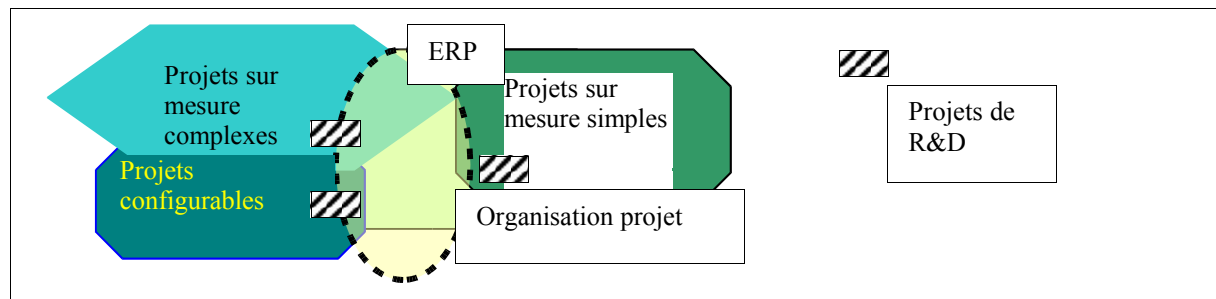 ERP
Projets sur
mesure
complexes
Projets sur
mesure simples
Projets de
R&D
Projets
configurables
Organisation projet